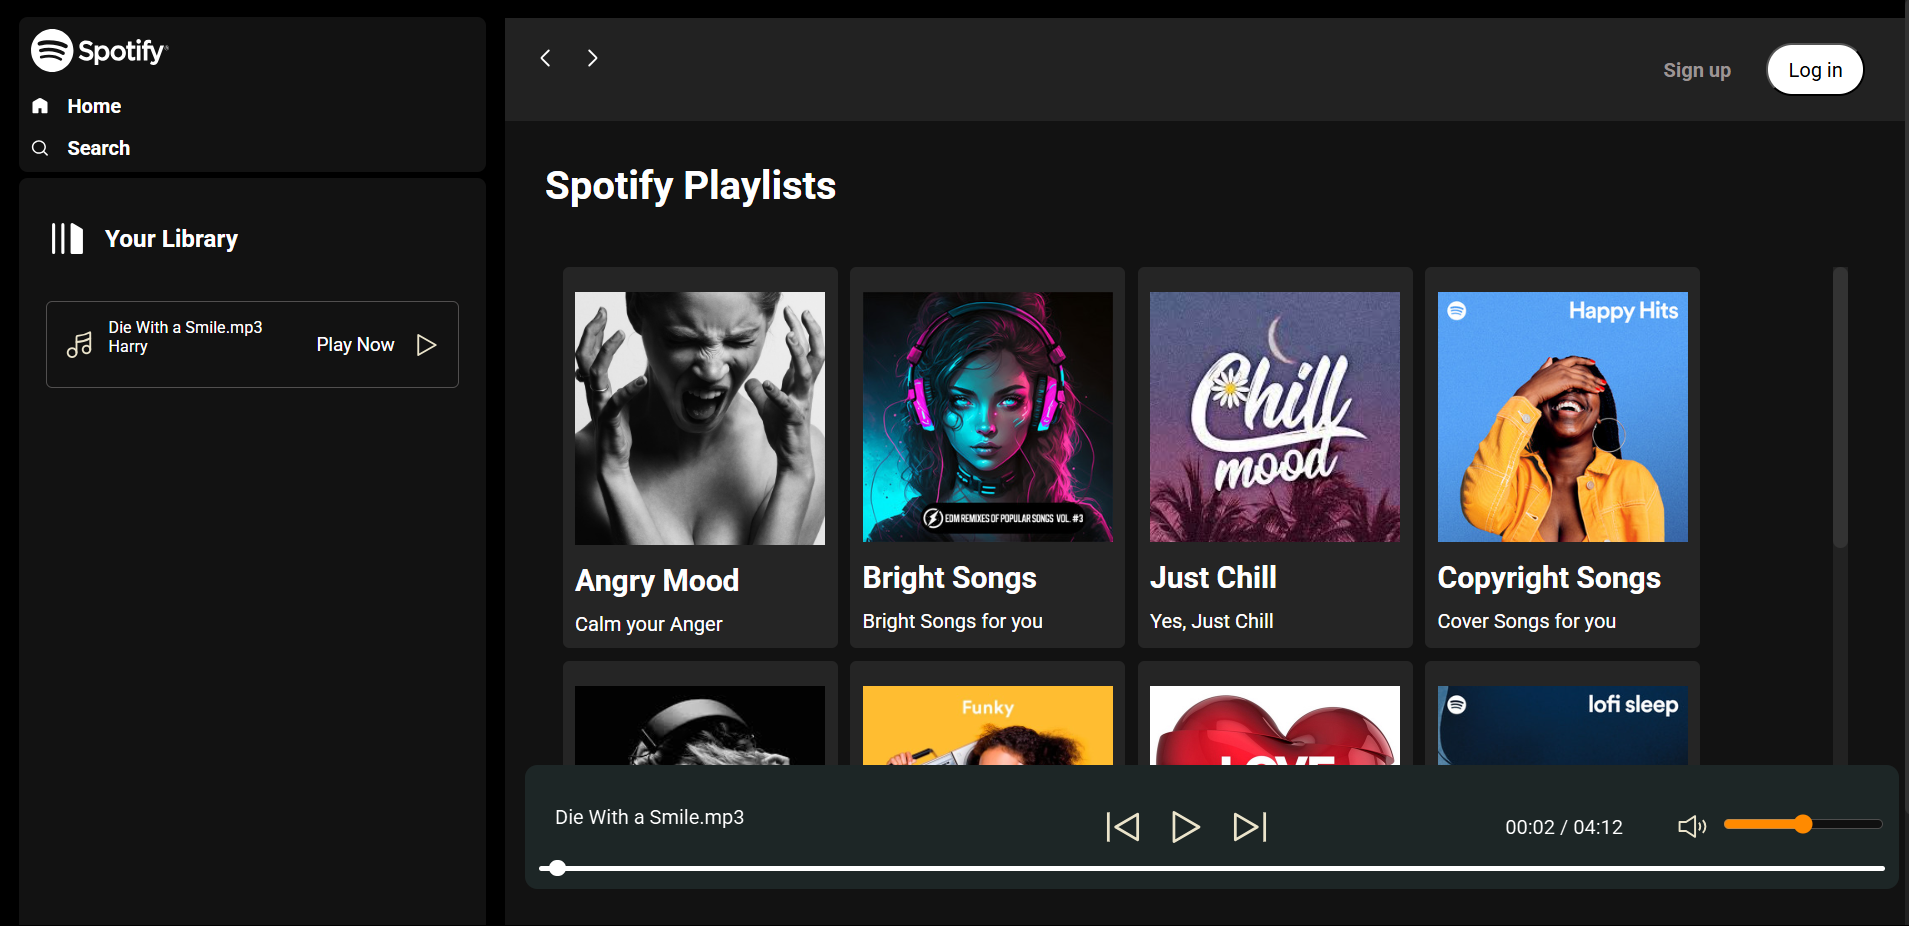 Spotify®
Home
Search
Your Library
Die With a Smile.mp3
Harry
Play Now
Sign up
Log in
Spotify Playlists
EDM REMIXES OF POPULAR SONGS VOL. #3
Chill
mood
Happy Hits
Angry Mood
Calm your Anger
Bright Songs
Bright Songs for you
Just Chill
Yes, Just Chill
Copyright Songs
Cover Songs for you
Funky
LOVE
lofi sleep
Die With a Smile.mp3
00:02 / 04:12